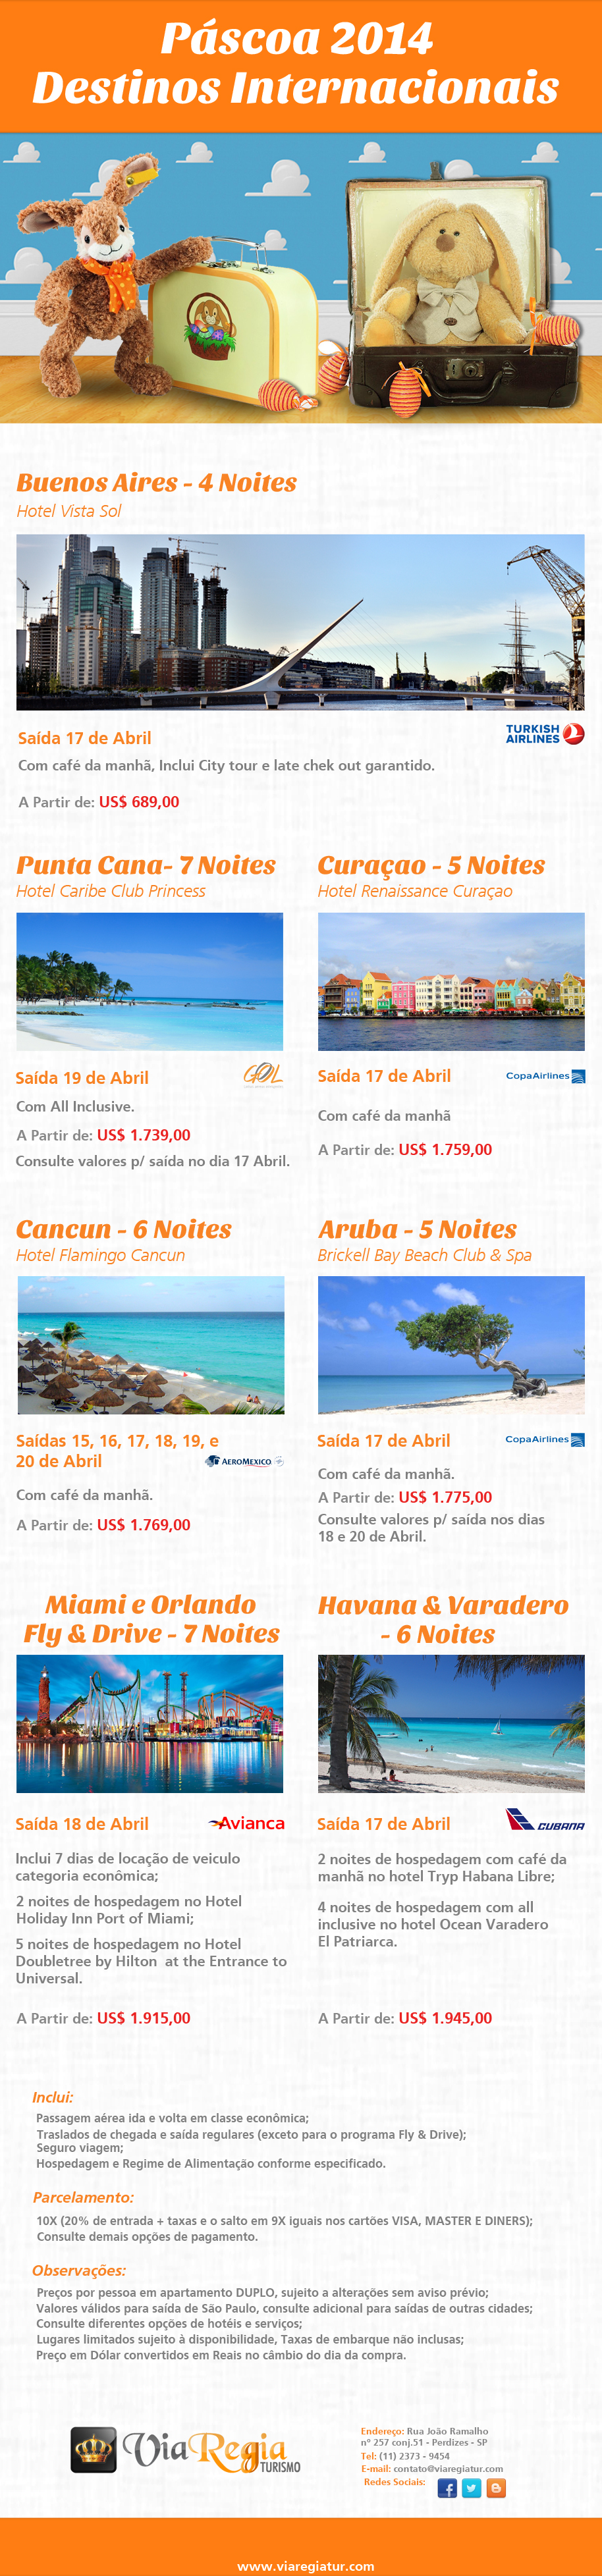 Páscoa 2014
Destinos Internacionais
Buenos Aires - 4 Noites
Hotel Vista Sol
Saída 17 de Abril
TURKISH
AIRLINES
Com café da manhã, Inclui City tour e late chek out garantido.
A Partir de: US$ 689,00
Punta Cana- 7 Noites
Hotel Caribe Club Princess
Saída 19 de Abril
GOL
Com All Inclusive.
A Partir de: US$ 1.739,00
Consulte valores p/ saída no dia 17 Abril.
Curaçao - 5 Noites
Hotel Renaissance Curaçao
Saída 17 de Abril
CopaAirlines
Com café da manhã
A Partir de: US$ 1.759,00
Cancun - 6 Noites
Hotel Flamingo Cancun
Saídas 15, 16, 17, 18, 19, e
20 de Abril
AEROMEXICO
Com café da manhã.
A Partir de: US$ 1.769,00
Aruba - 5 Noites
Brickell Bay Beach Club & Spa
Saída 17 de Abril
CopaAirlines
Com café da manhã.
A Partir de: US$ 1.775,00
Consulte valores p/ saída nos dias
18 e 20 de Abril.
Miami e Orlando
Fly & Drive - 7 Noites
Saída 18 de Abril
Avianca
Inclui 7 dias de locação de veiculo
categoria econômica;
2 noites de hospedagem no Hotel
Holiday Inn Port of Miami;
5 noites de hospedagem no Hotel
Doubletree by Hilton at the Entrance to
Universal.
A Partir de: US$ 1.915,00
Havana & Varadero
- 6 Noites
Saída 17 de Abril
CUBANA
2 noites de hospedagem com café da
manhã no hotel Tryp Habana Libre;
4 noites de hospedagem com all
inclusive no hotel Ocean Varadero
El Patriarca.
A Partir de: US$ 1.945,00
Inclui:
Passagem aérea ida e volta em classe econômica;
Traslados de chegada e saída regulares (exceto para o programa Fly & Drive);
Seguro viagem;
Hospedagem e Regime de Alimentação conforme especificado.
Parcelamento:
10X (20% de entrada + taxas e o salto em 9X iguais nos cartões VISA, MASTER E DINERS);
Consulte demais opções de pagamento.
Observações:
Preços por pessoa em apartamento DUPLO, sujeito a alterações sem aviso prévio;
Valores válidos para saída de São Paulo, consulte adicional para saídas de outras cidades;
Consulte diferentes opções de hotéis e serviços;
Lugares limitados sujeito à disponibilidade, Taxas de embarque não inclusas;
Preço em Dólar convertidos em Reais no câmbio do dia da compra.
Via Regia
TURISMO
Endereço: Rua João Ramalho
nº 257 conj.51 - Perdizes - SP
Tel: (11) 2373 - 9454
E-mail: contato@viaregiatur.com
Redes Sociais:
www.viaregiatur.com